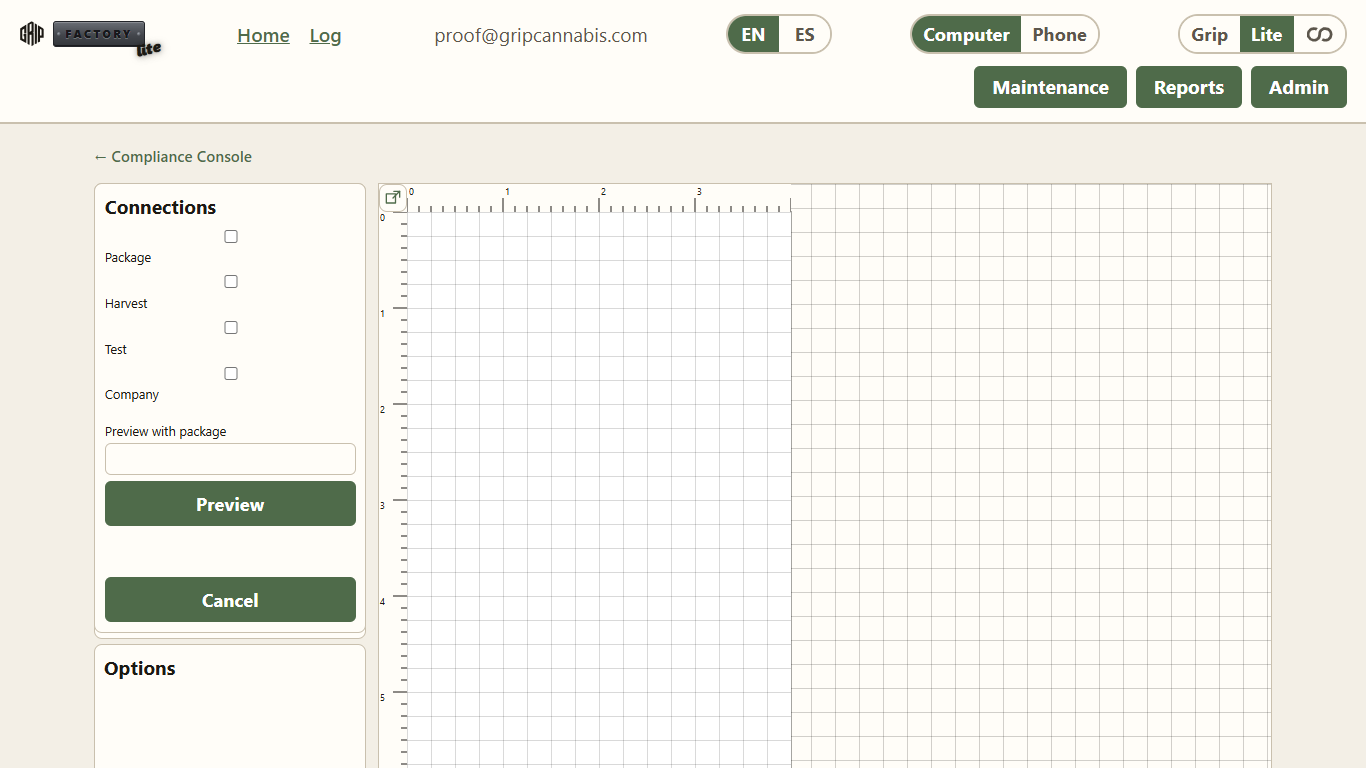 GRIP FACTORY lite
Home Log
proof@gripcannabis.com
EN ES
Computer Phone
Grip Lite
Maintenance Reports Admin
← Compliance Console
Connections
Package
Harvest
Test
Company
Preview with package
Preview
Cancel
Options
0 1 2 3
0
1
2
3
4
5